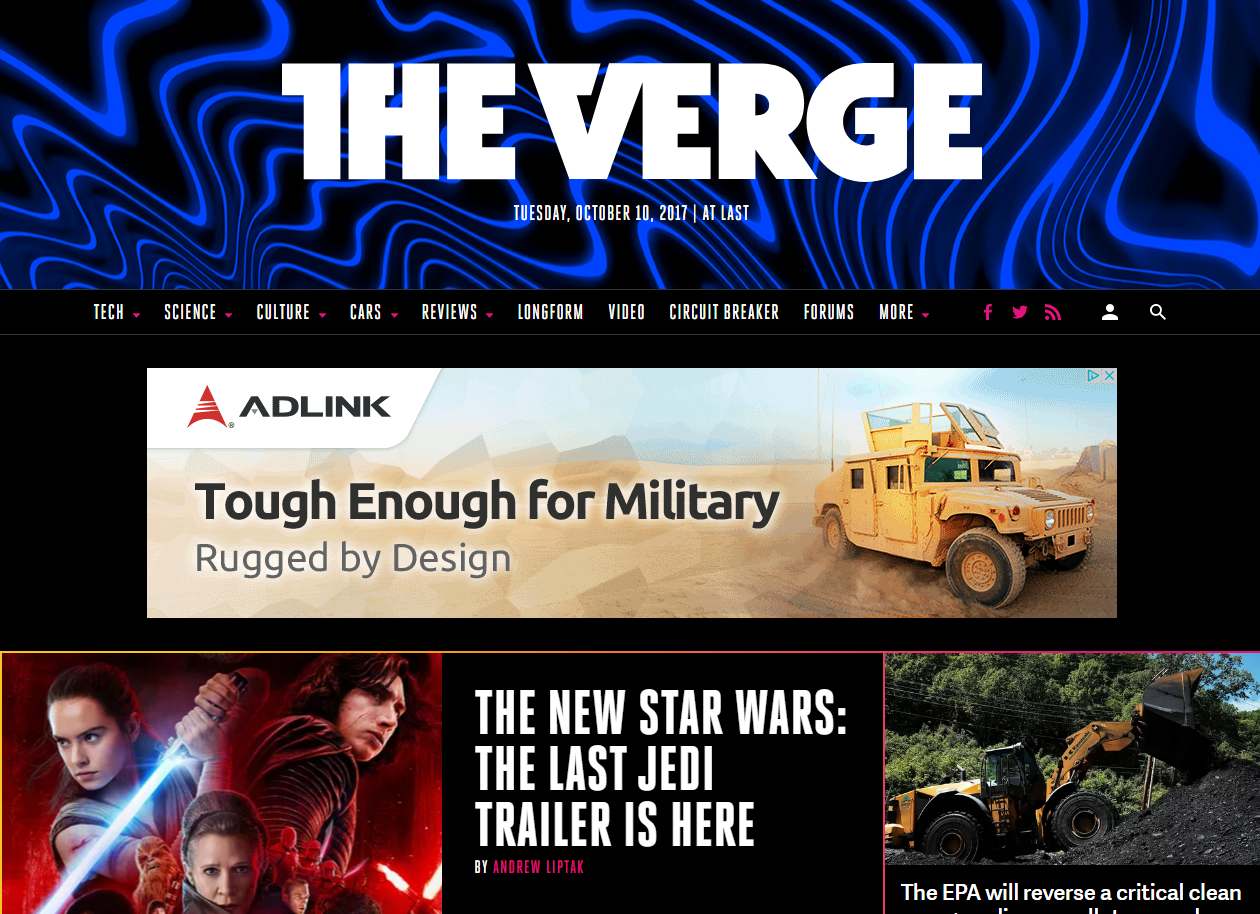 THE VERGE
TUESDAY, OCTOBER 10, 2017 | AT LAST
TECH SCIENCE CULTURE CARS REVIEWS LONGFORM VIDEO CIRCUIT BREAKER FORUMS MORE
ADLINK®
Tough Enough for Military
Rugged by Design
THE NEW STAR WARS:
THE LAST JEDI
TRAILER IS HERE
BY ANDREW LIPTAK
The EPA will reverse a critical clean